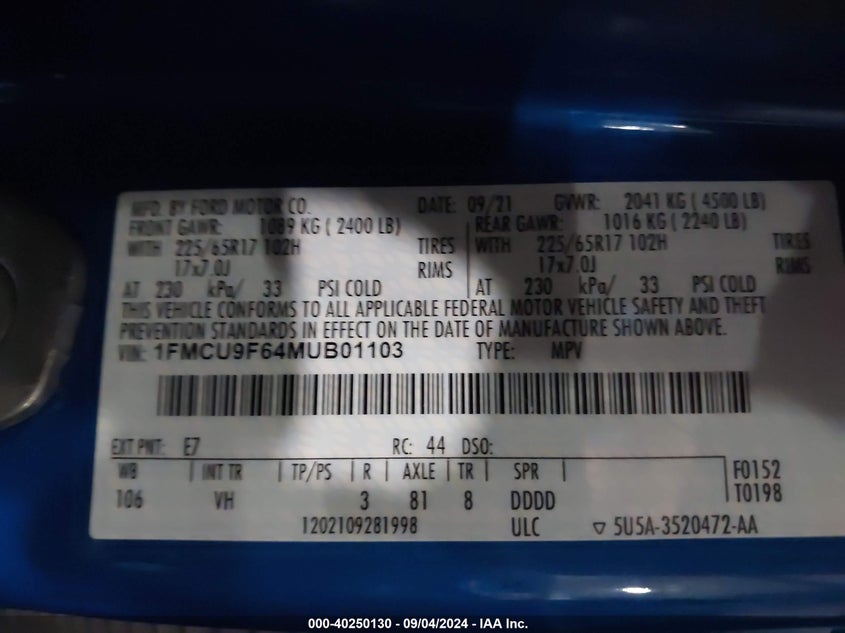 MFD. BY FORD MOTOR CO. DATE: 09/21 GVWR: 2041 KG ( 4500 LB)
FRONT GAWR: 1089 KG ( 2400 LB) REAR GAWR: 1016 KG ( 2240 LB)
WITH 225/65R17 102H TIRES WITH 225/65R17 102H TIRES
17x7.0J RIMS 17x7.0J RIMS
AT 230 kPa/ 33 PSI COLD AT 230 kPa/ 33 PSI COLD
THIS VEHICLE CONFORMS TO ALL APPLICABLE FEDERAL MOTOR VEHICLE SAFETY AND THEFT
PREVENTION STANDARDS IN EFFECT ON THE DATE OF MANUFACTURE SHOWN ABOVE.
VIN: 1FMCU9F64MUB01103 TYPE: MPV
EXT PNT: E7 RC: 44 DSO:
WB INT TR TP/PS R AXLE TR SPR F0152
106 VH 3 81 8 DDDD T0198
1202109281998 ULC ▽ 5U5A-3520472-AA
000-40250130 - 09/04/2024 - IAA Inc.